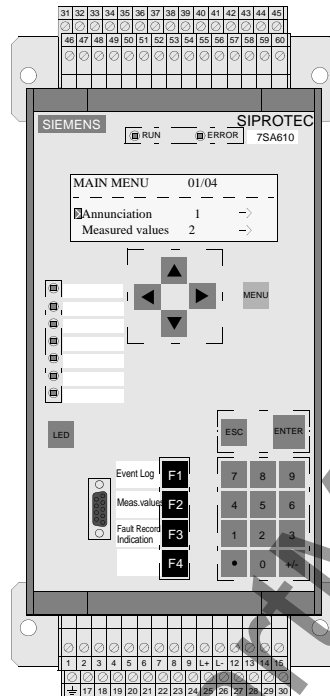 31 32 33 34 35 36 37 38 39 40 41 42 43 44 45
46 47 48 49 50 51 52 53 54 55 56 57 58 59 60
SIEMENS
SIPROTEC
RUN
ERROR
7SA610
MAIN MENU 01/04
Annunciation 1
Measured values 2
MENU
LED
ESC
ENTER
Event Log F1
7 8 9
Meas.values F2
4 5 6
Fault Record
Indication
F3
1 2 3
F4
• 0 +/-
1 2 3 4 5 6 7 8 9 L+ L- 12 13 14 15
17 18 19 20 21 22 23 24 25 26 27 28 29 30